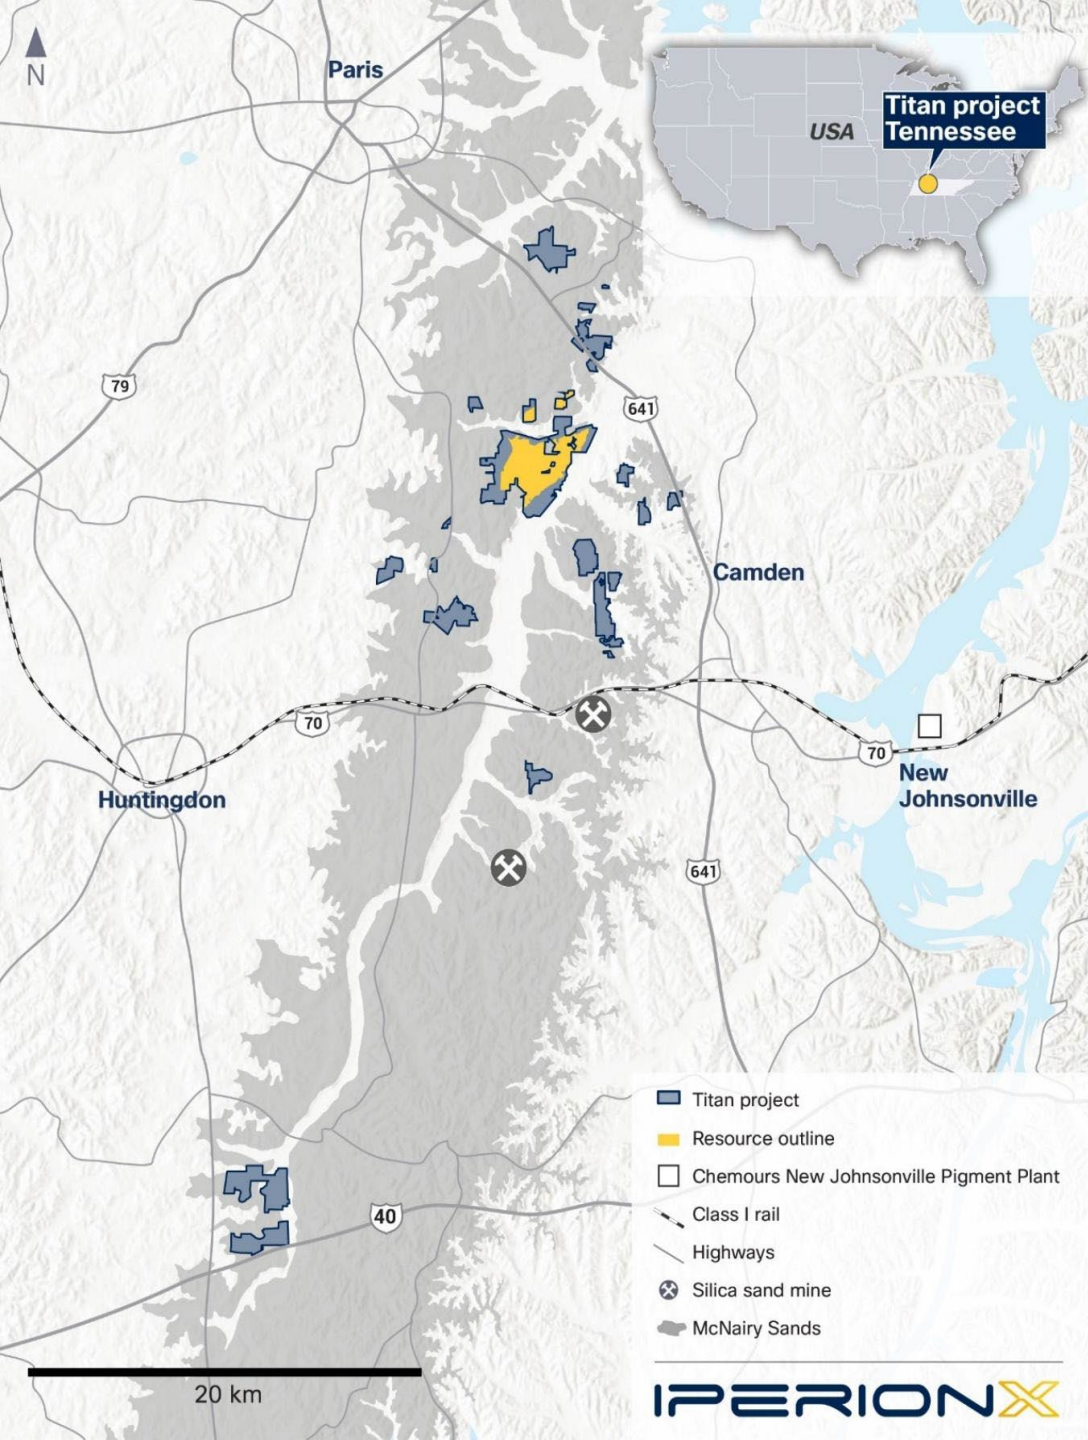 N
Paris
Titan project
Tennessee
USA
79
641
Camden
70
70
New
Johnsonville
Huntingdon
641
40
20 km
Titan project
Resource outline
Chemours New Johnsonville Pigment Plant
Class I rail
Highways
Silica sand mine
McNairy Sands
IPERIONX